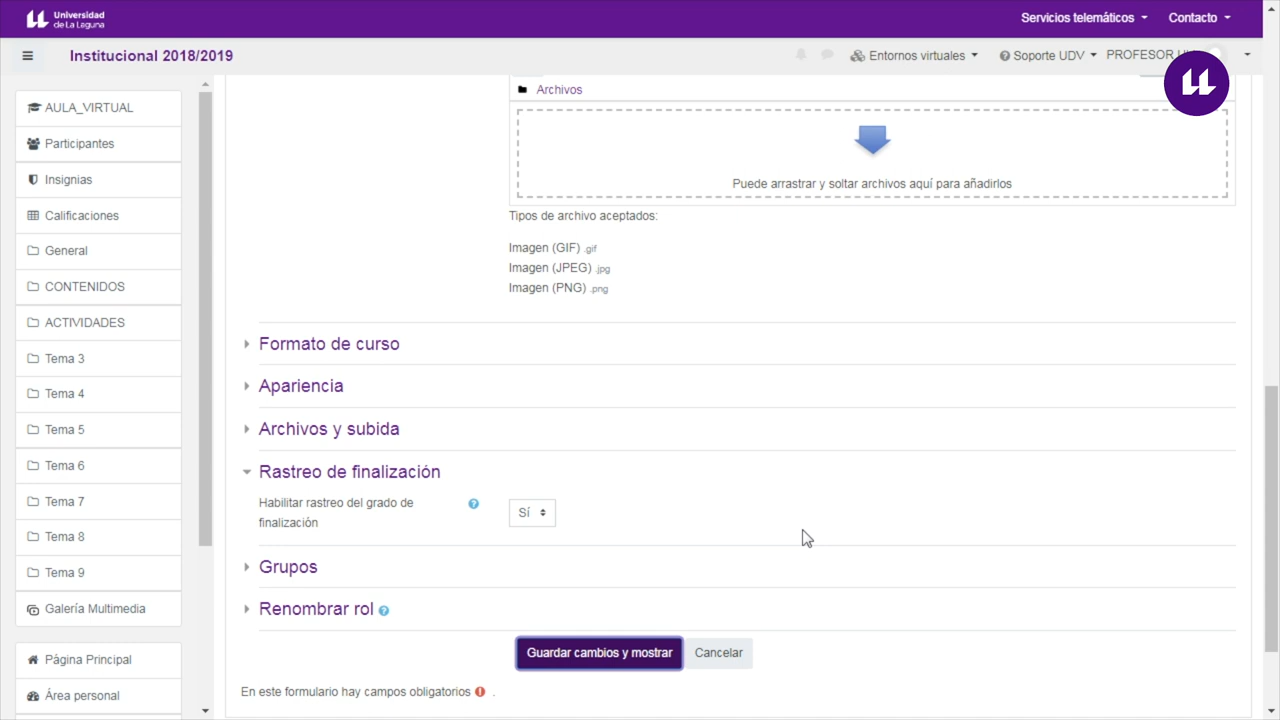 Universidad
de La Laguna
Servicios telemáticos
Contacto
Institucional 2018/2019
Entornos virtuales
Soporte UDV
PROFESOR
AULA_VIRTUAL
Participantes
Insignias
Calificaciones
General
CONTENIDOS
ACTIVIDADES
Tema 3
Tema 4
Tema 5
Tema 6
Tema 7
Tema 8
Tema 9
Galería Multimedia
Página Principal
Área personal
Archivos
Puede arrastrar y soltar archivos aquí para añadirlos
Tipos de archivo aceptados:
Imagen (GIF) .gif
Imagen (JPEG) .jpg
Imagen (PNG) .png
Formato de curso
Apariencia
Archivos y subida
Rastreo de finalización
Habilitar rastreo del grado de
finalización
Sí
Grupos
Renombrar rol
Guardar cambios y mostrar
Cancelar
En este formulario hay campos obligatorios .